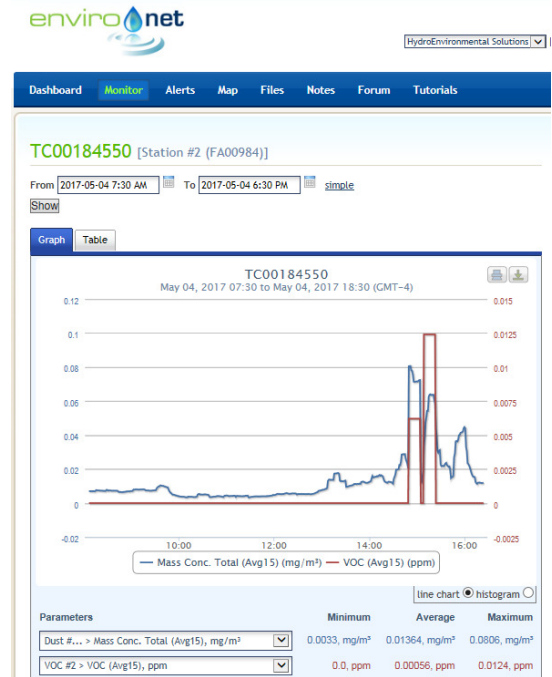 enviro net
HydroEnvironmental Solutions
Dashboard Monitor Alerts Map Files Notes Forum Tutorials
TC00184550 [Station #2 (FA00984)]
From 2017-05-04 7:30 AM To 2017-05-04 6:30 PM simple
Show
Graph Table
TC00184550
May 04, 2017 07:30 to May 04, 2017 18:30 (GMT-4)
0.12 0.015
0.1 0.0125
0.08 0.01
0.06 0.0075
0.04 0.005
0.02 0.0025
0 0
-0.02 -0.0025
10:00 12:00 14:00 16:00
Mass Conc. Total (Avg15) (mg/m³) VOC (Avg15) (ppm)
line chart histogram
Parameters Minimum Average Maximum
Dust #... > Mass Conc. Total (Avg15), mg/m³ 0.0033, mg/m³ 0.01364, mg/m³ 0.0806, mg/m³
VOC #2 > VOC (Avg15), ppm 0.0, ppm 0.00056, ppm 0.0124, ppm